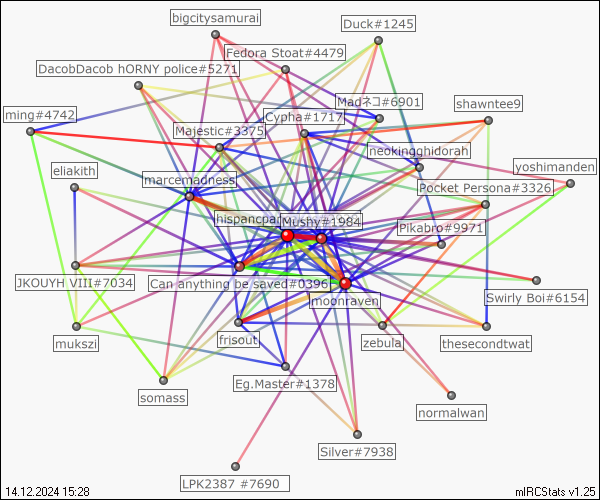 bigcitysamurai
Duck#1245
Fedora Stoat#4479
DacobDacob hORNY police#5271
Madネコ#6901
shawntee9
ming#4742
Cypha#1717
Majestic#3375
neokingghidorah
yoshimanden
eliakith
marcemadness
Pocket Persona#3326
hispancpa
Mushy#1984
Pikabro#9971
JKOUYH VIII#7034
Can anything be saved#0396
Swirly Boi#6154
moonraven
mukszi
frisout
zebula
thesecondtwat
Eg.Master#1378
somass
normalwan
Silver#7938
LPK2387 #7690
14.12.2024 15:28
mIRCStats v1.25